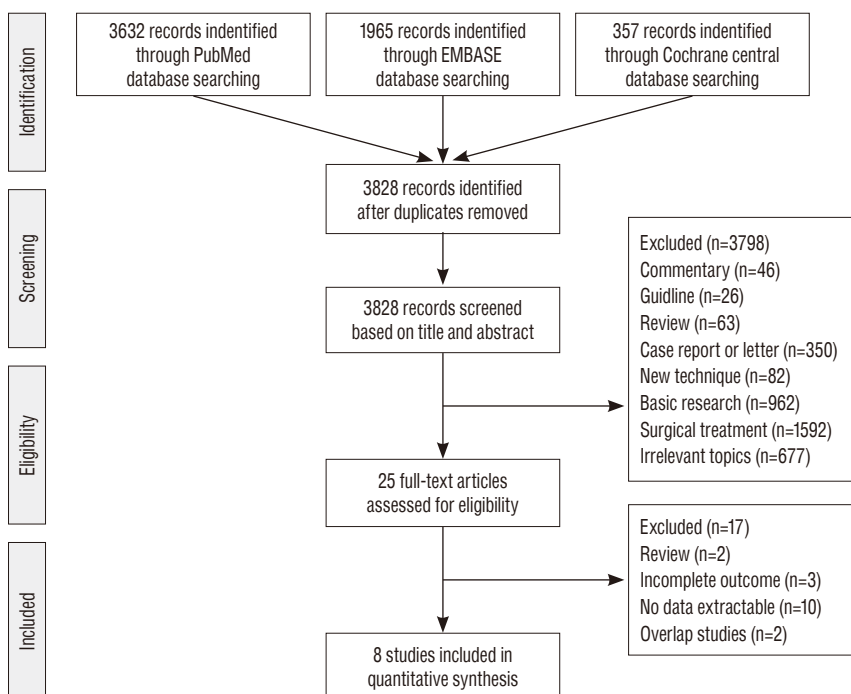 Identification
3632 records indentified
through PubMed
database searching
1965 records indentified
through EMBASE
database searching
357 records indentified
through Cochrane central
database searching
Screening
3828 records identified
after duplicates removed
3828 records screened
based on title and abstract
Excluded (n=3798)
Commentary (n=46)
Guidline (n=26)
Review (n=63)
Case report or letter (n=350)
New technique (n=82)
Basic research (n=962)
Surgical treatment (n=1592)
Irrelevant topics (n=677)
Eligibility
25 full-text articles
assessed for eligibility
Excluded (n=17)
Review (n=2)
Incomplete outcome (n=3)
No data extractable (n=10)
Overlap studies (n=2)
Included
8 studies included in
quantitative synthesis